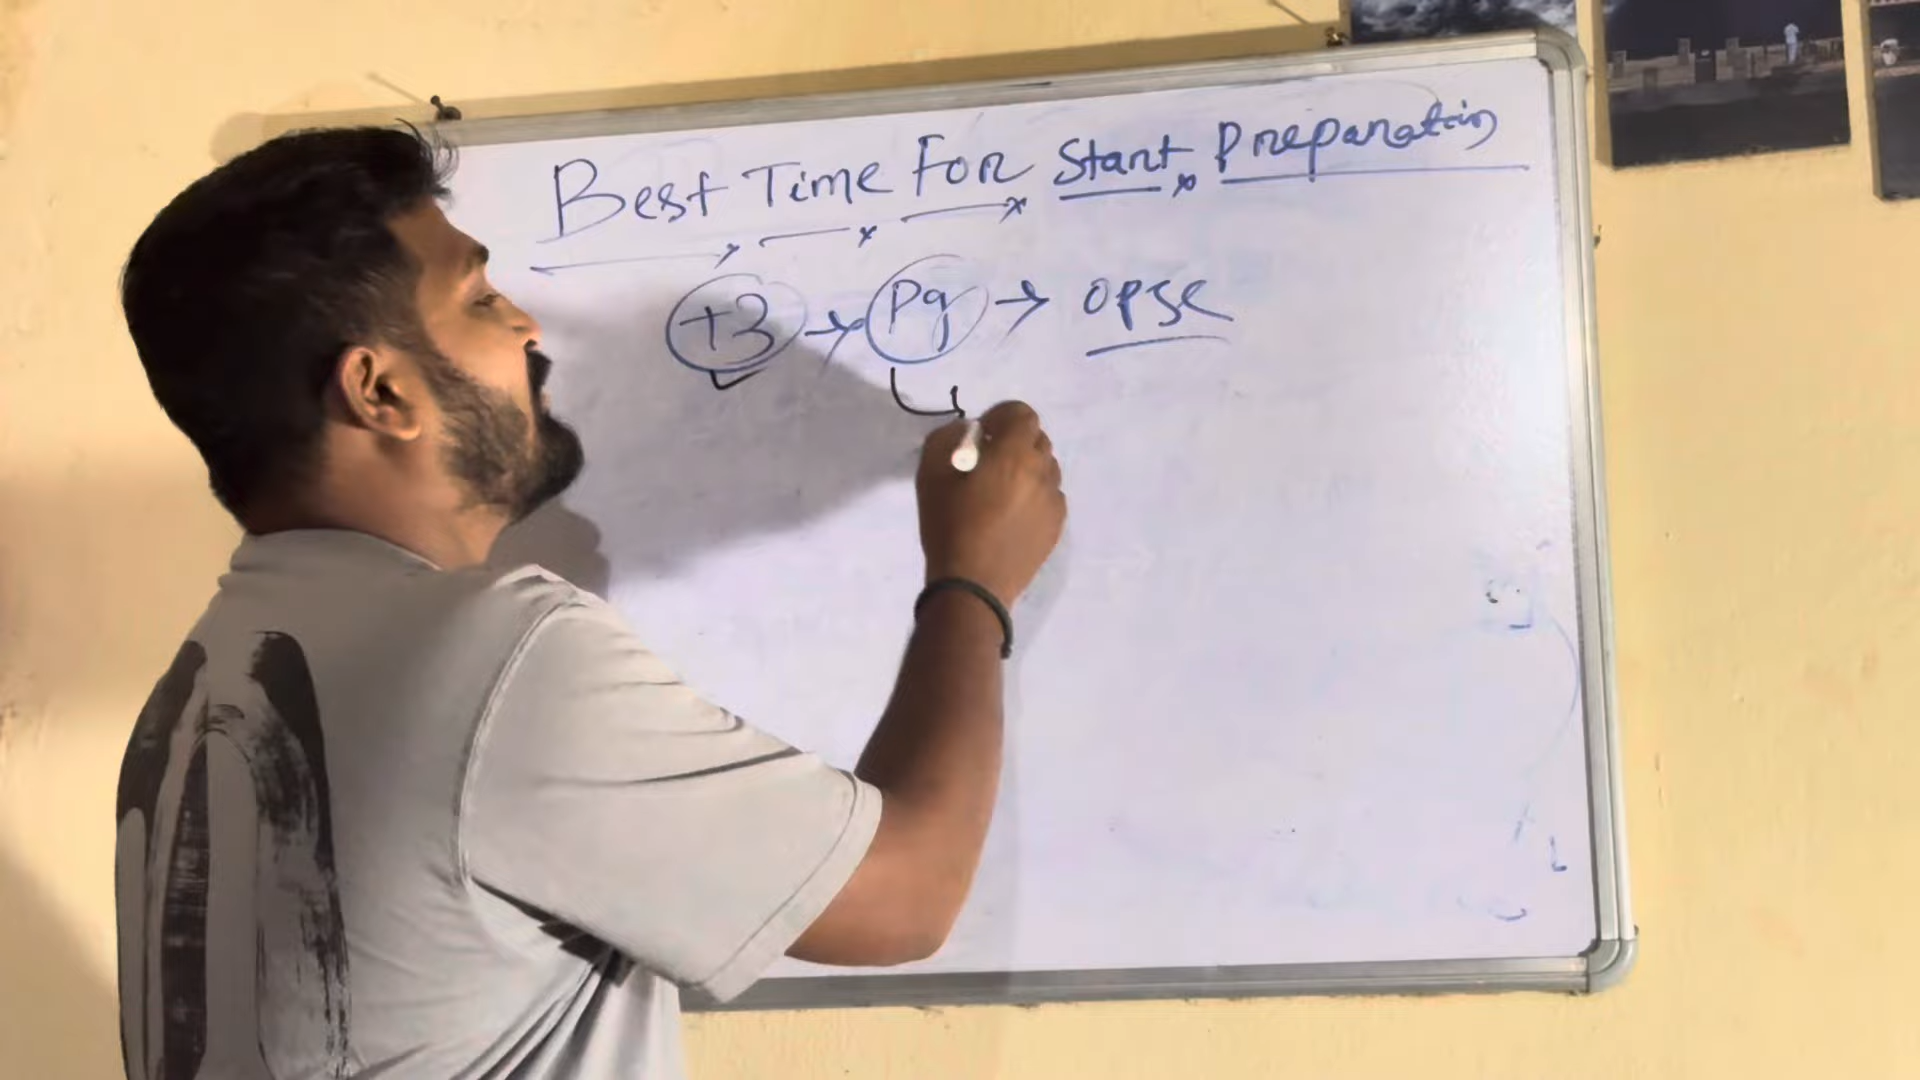 Best Time For Start Preparation
+3 → Pg → OPSC